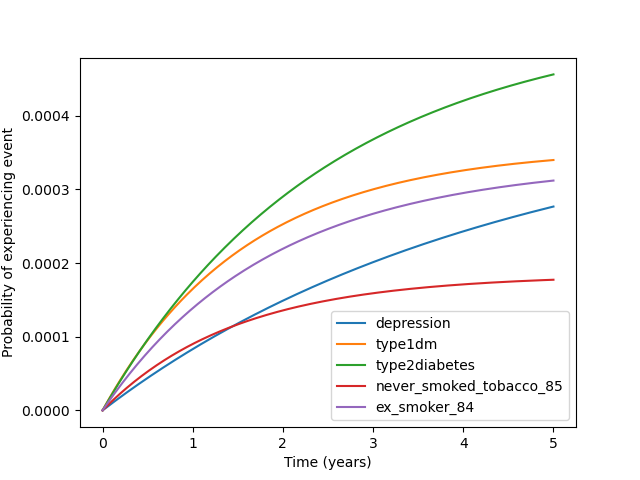 Probability of experiencing event
0.0004
0.0003
0.0002
0.0001
0.0000
0
1
2
3
4
5
Time (years)
depression
type1dm
type2diabetes
never_smoked_tobacco_85
ex_smoker_84